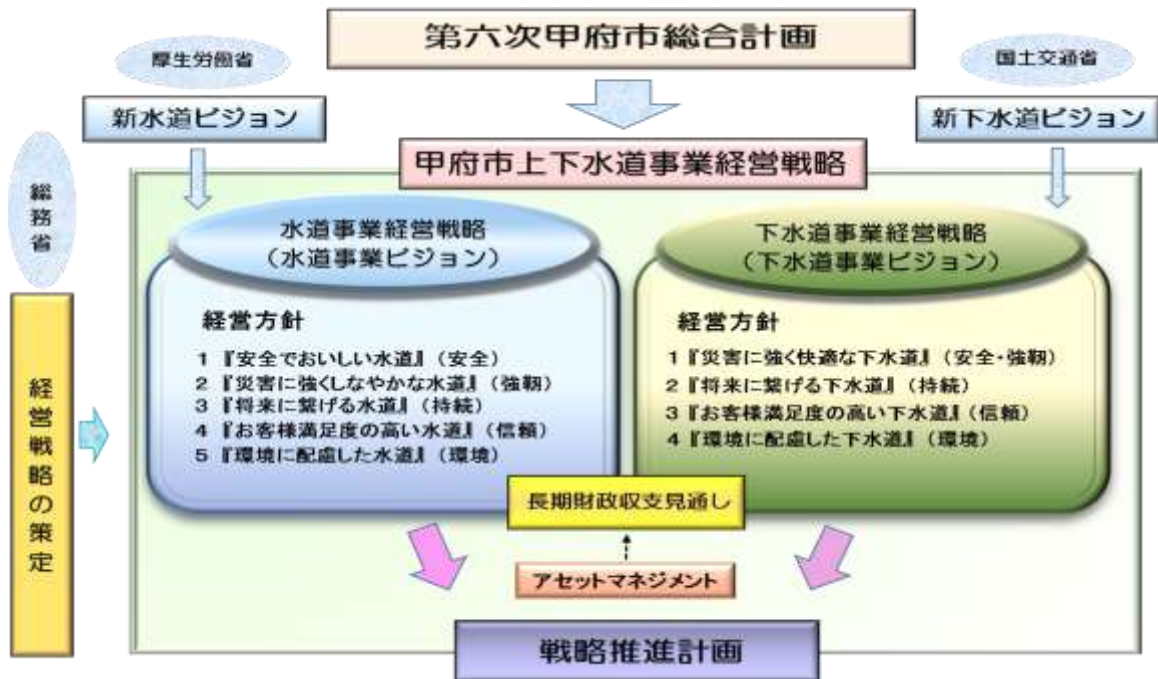 第六次甲府市総合計画
厚生労働省
国土交通省
新水道ビジョン
新下水道ビジョン
甲府市上下水道事業経営戦略
総務省
経営戦略の策定
水道事業経営戦略
（水道事業ビジョン）
経営方針
1 『安全でおいしい水道』（安全）
2 『災害に強くしなやかな水道』（強靱）
3 『将来に繋げる水道』（持続）
4 『お客様満足度の高い水道』（信頼）
5 『環境に配慮した水道』（環境）
下水道事業経営戦略
（下水道事業ビジョン）
経営方針
1 『災害に強く快適な下水道』（安全・強靱）
2 『将来に繋げる下水道』（持続）
3 『お客様満足度の高い下水道』（信頼）
4 『環境に配慮した下水道』（環境）
長期財政収支見通し
アセットマネジメント
戦略推進計画